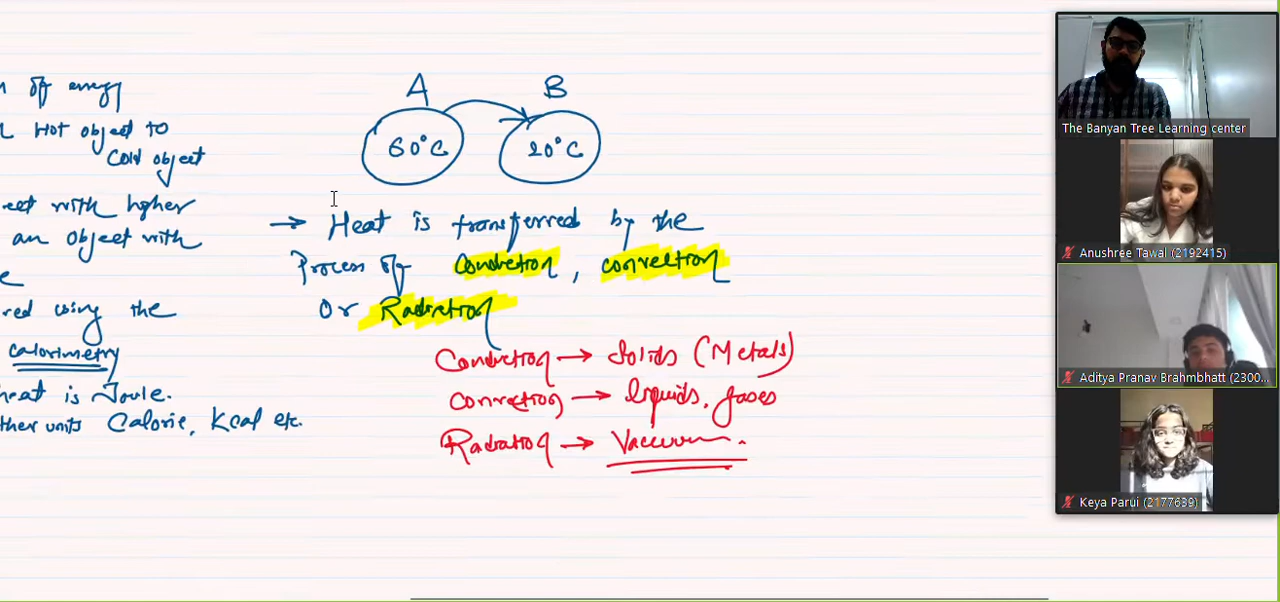 n of energy
Hot object to
Cold object
A B
60°C 20°C
ect with higher
an object with
e
→ Heat is transferred by the
Process of Conduction, convection
Or Radiation
red using the
calorimetry
heat is Joule.
ther units Calorie, Kcal etc.
Conduction → Solids (Metals)
Convection → liquids, gases
Radiation → Vaccuum.
The Banyan Tree Learning center
Anushree Tawal (2192415)
Aditya Pranav Brahmbhatt (2300...
Keya Parui (2177639)